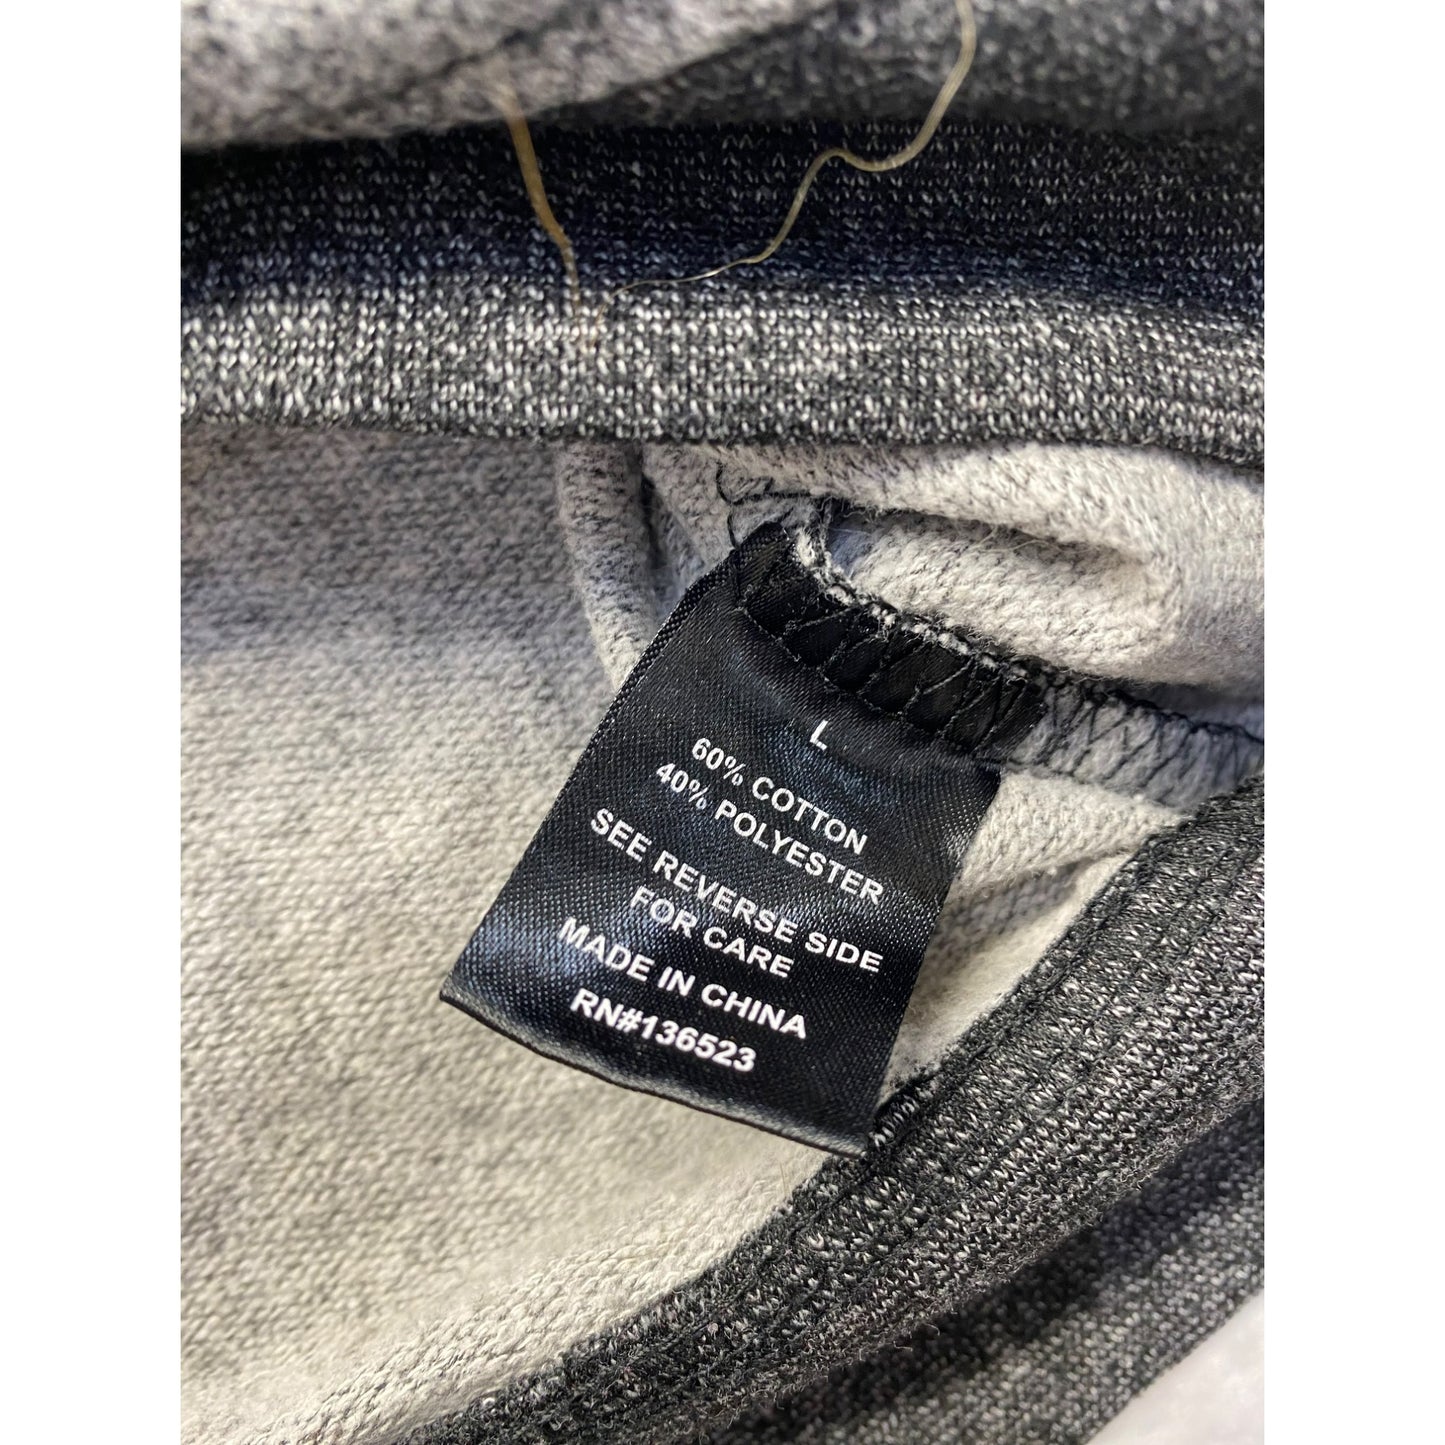 L
60% COTTON
40% POLYESTER
SEE REVERSE SIDE
FOR CARE
MADE IN CHINA
RN#136523